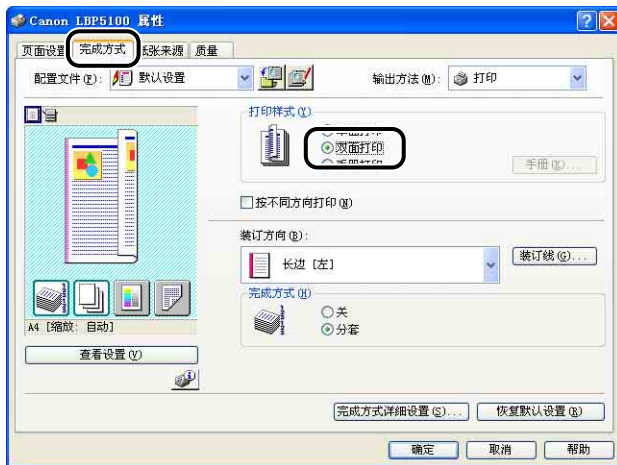 Canon LBP5100 属性
页面设置 完成方式 纸张来源 质量
配置文件(F): 默认设置 输出方法(M): 打印
打印样式(Y)
双面打印
手册(K)...
按不同方向打印(N)
装订方向(B):
长边 [左] 装订线(G)...
完成方式(H)
关
分套
A4 [缩放: 自动]
查看设置(V)
完成方式详细设置(S)... 恢复默认设置(R)
确定 取消 帮助